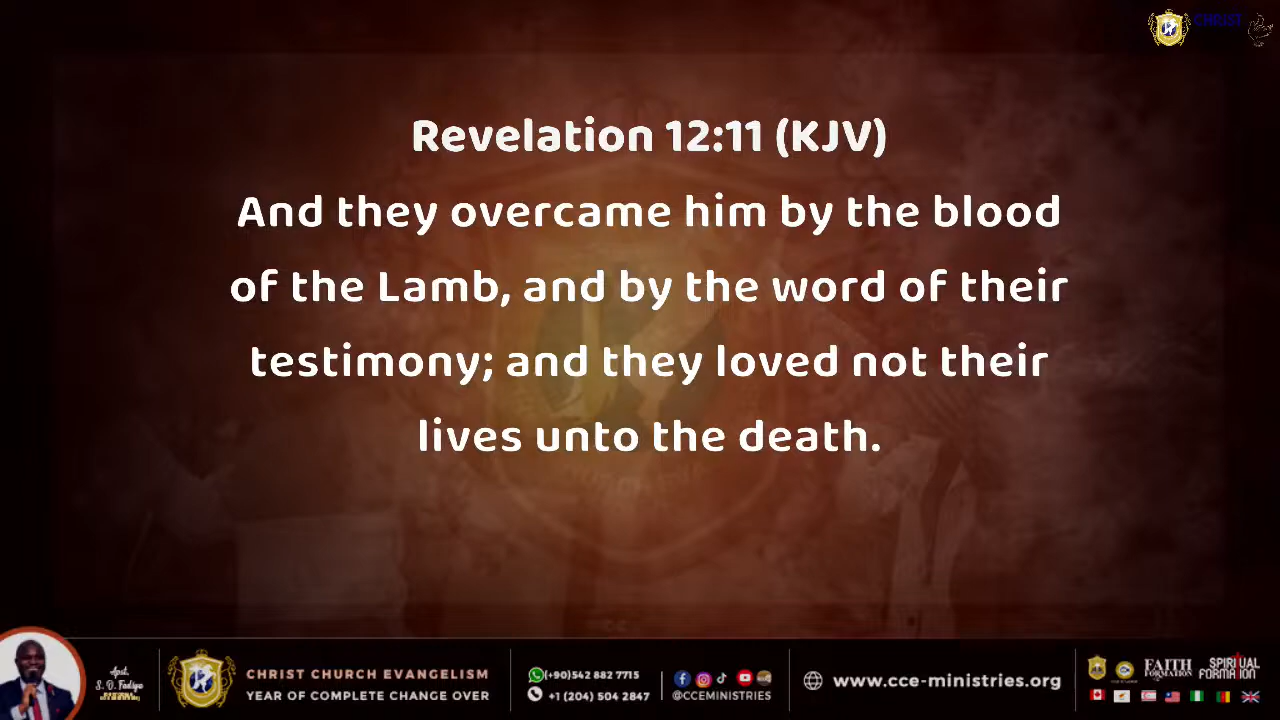 CHRIST
Revelation 12:11 (KJV)
And they overcame him by the blood
of the Lamb, and by the word of their
testimony; and they loved not their
lives unto the death.
Apst.
CHRIST CHURCH EVANGELISM
YEAR OF COMPLETE CHANGE OVER
(+90)542 882 7715
+1 (204) 504 2847
@CCEMINISTRIES
www.cce-ministries.org
FAITH
FORMATION
SPIRITUAL
FORMATION